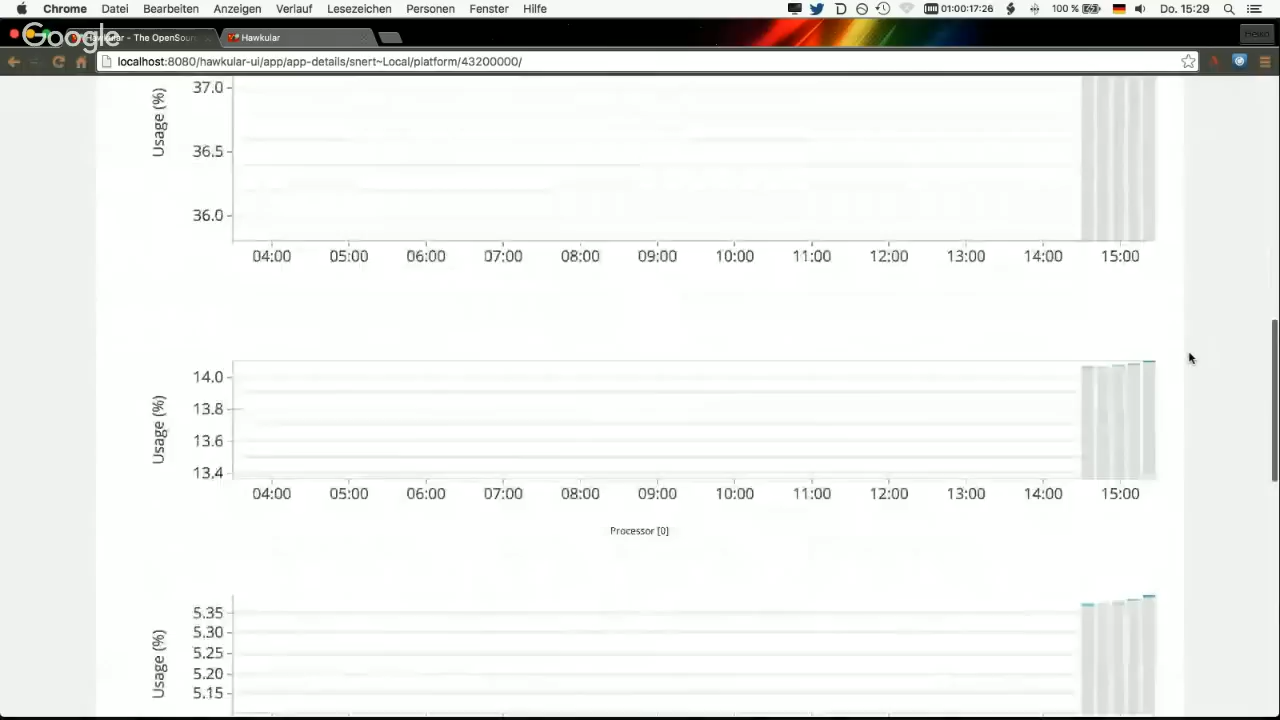 Chrome Datei Bearbeiten Anzeigen Verlauf Lesezeichen Personen Fenster Hilfe 01:00:17:26 100 % Do. 15:29
Google
Hawkular - The OpenSour Hawkular Heiko
localhost:8080/hawkular-ui/app/app-details/snert~Local/platform/43200000/
Usage (%)
37.0
36.5
36.0
04:00 05:00 06:00 07:00 08:00 09:00 10:00 11:00 12:00 13:00 14:00 15:00
Usage (%)
14.0
13.8
13.6
13.4
04:00 05:00 06:00 07:00 08:00 09:00 10:00 11:00 12:00 13:00 14:00 15:00
Processor [0]
Usage (%)
5.35
5.30
5.25
5.20
5.15